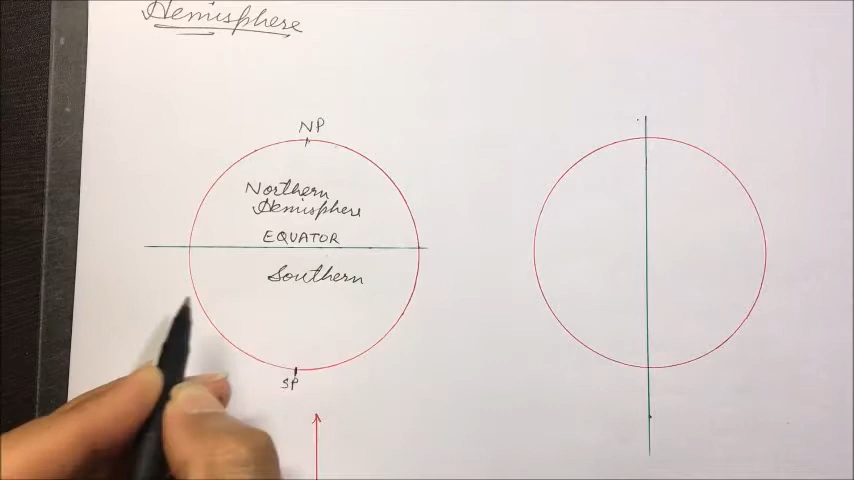 Hemisphere
NP
Northern
Hemisphere
EQUATOR
Southern
SP